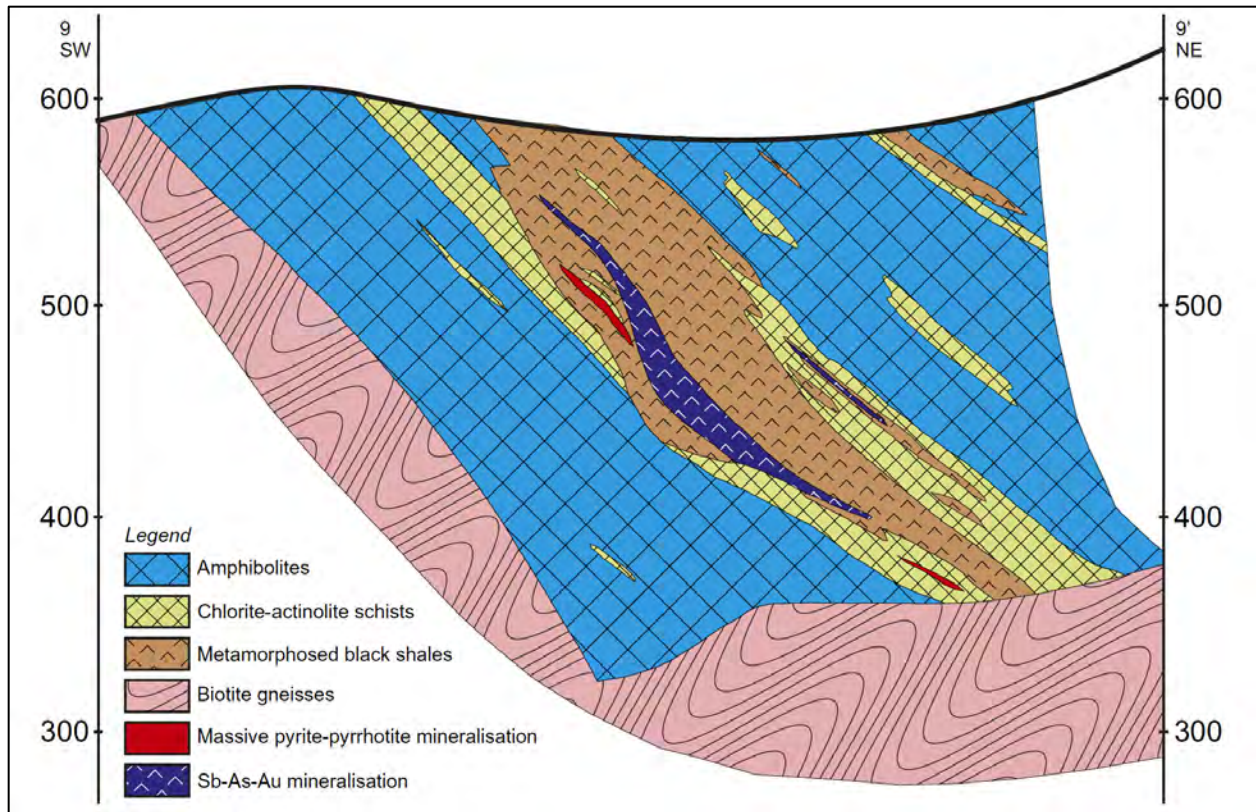 9
SW
9'
NE
600
600
500
500
400
400
300
300
Legend
Amphibolites
Chlorite-actinolite schists
Metamorphosed black shales
Biotite gneisses
Massive pyrite-pyrrhotite mineralisation
Sb-As-Au mineralisation